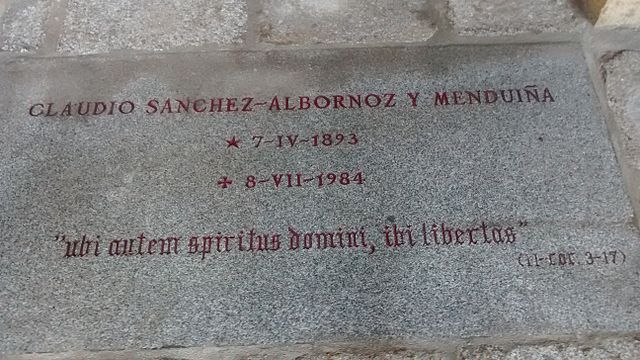 CLAUDIO SANCHEZ-ALBORNOZ Y MENDUIÑA
★ 7-IV-1893
✠ 8-VII-1984
"ubi autem spiritus domini, ibi libertas"
(II-COR. 3-17)